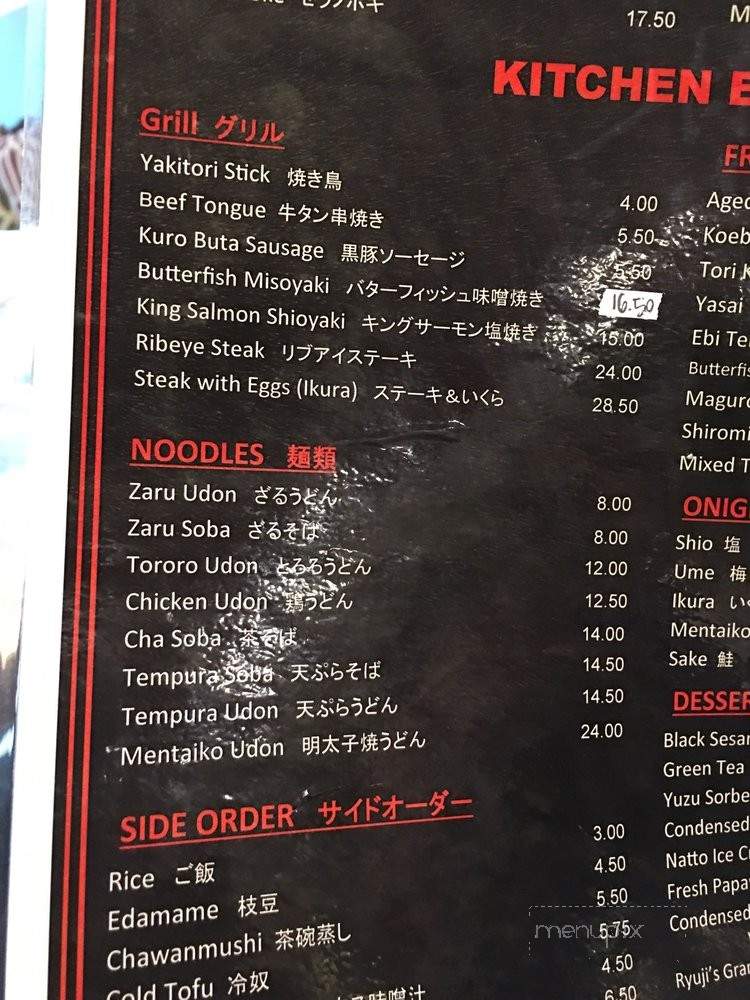 17.50
KITCHEN
Grill グリル
Yakitori Stick 焼き鳥 4.00
Beef Tongue 牛タン串焼き 5.50
Kuro Buta Sausage 黒豚ソーセージ 5.50
Butterfish Misoyaki バターフィッシュ味噌焼き 16.50
King Salmon Shioyaki キングサーモン塩焼き 15.00
Ribeye Steak リブアイステーキ 24.00
Steak with Eggs (Ikura) ステーキ＆いくら 28.50
NOODLES 麺類
Zaru Udon ざるうどん 8.00
Zaru Soba ざるそば 8.00
Tororo Udon とろろうどん 12.00
Chicken Udon 鶏うどん 12.50
Cha Soba 茶そば 14.00
Tempura Soba 天ぷらそば 14.50
Tempura Udon 天ぷらうどん 14.50
Mentaiko Udon 明太子焼うどん 24.00
SIDE ORDER サイドオーダー
Rice ご飯 3.00
Edamame 枝豆 4.50
Chawanmushi 茶碗蒸し 5.50
Cold Tofu 冷奴 5.75
味噌汁 4.50
6.50
FR
Aged
Koeb
Tori K
Yasai
Ebi Te
Butterfis
Maguro
Shiromi
Mixed T
ONIG
Shio 塩
Ume 梅
Ikura い
Mentaiko
Sake 鮭
DESSER
Black Sesa
Green Tea
Yuzu Sorbe
Condensed
Natto Ice C
Fresh Papa
Condensed
Ryuji's Gra
menupix